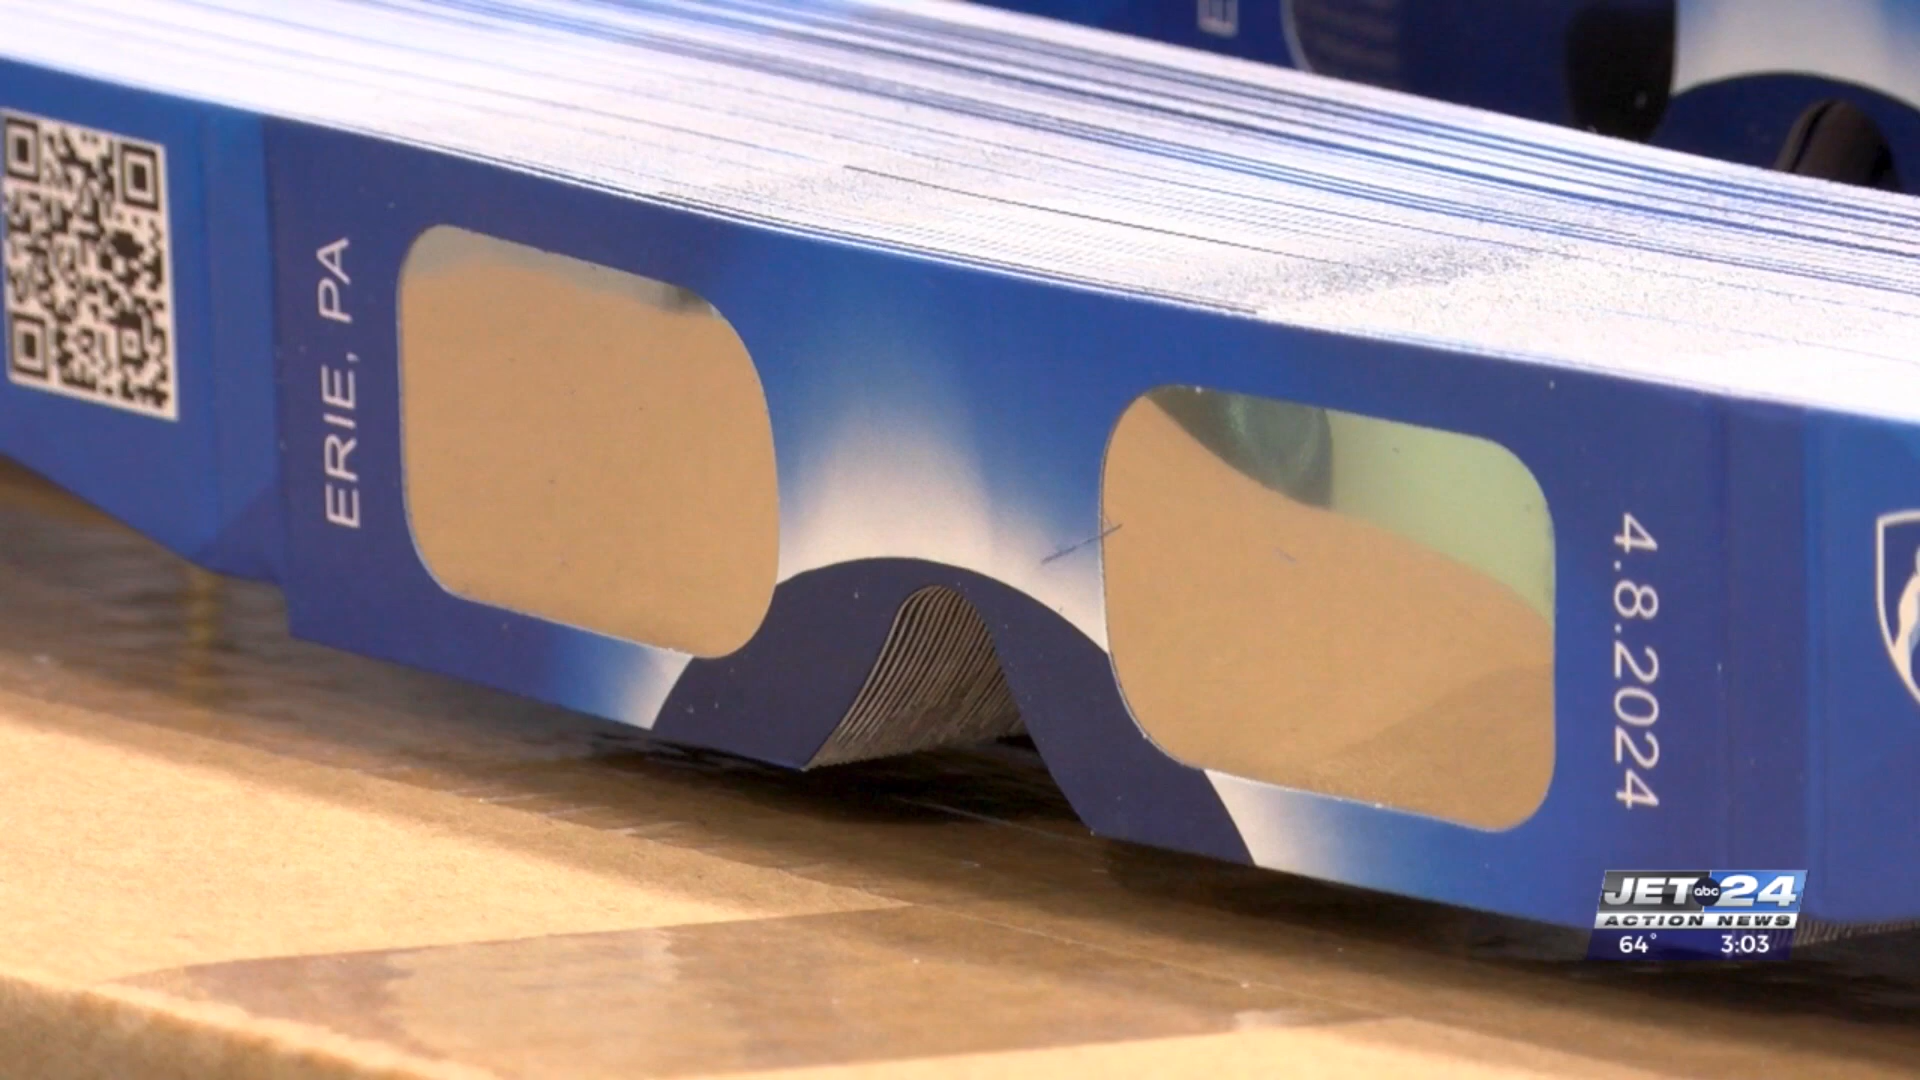 ERIE, PA
4.8.2024
JET abc 24
ACTION NEWS
64° 3:03